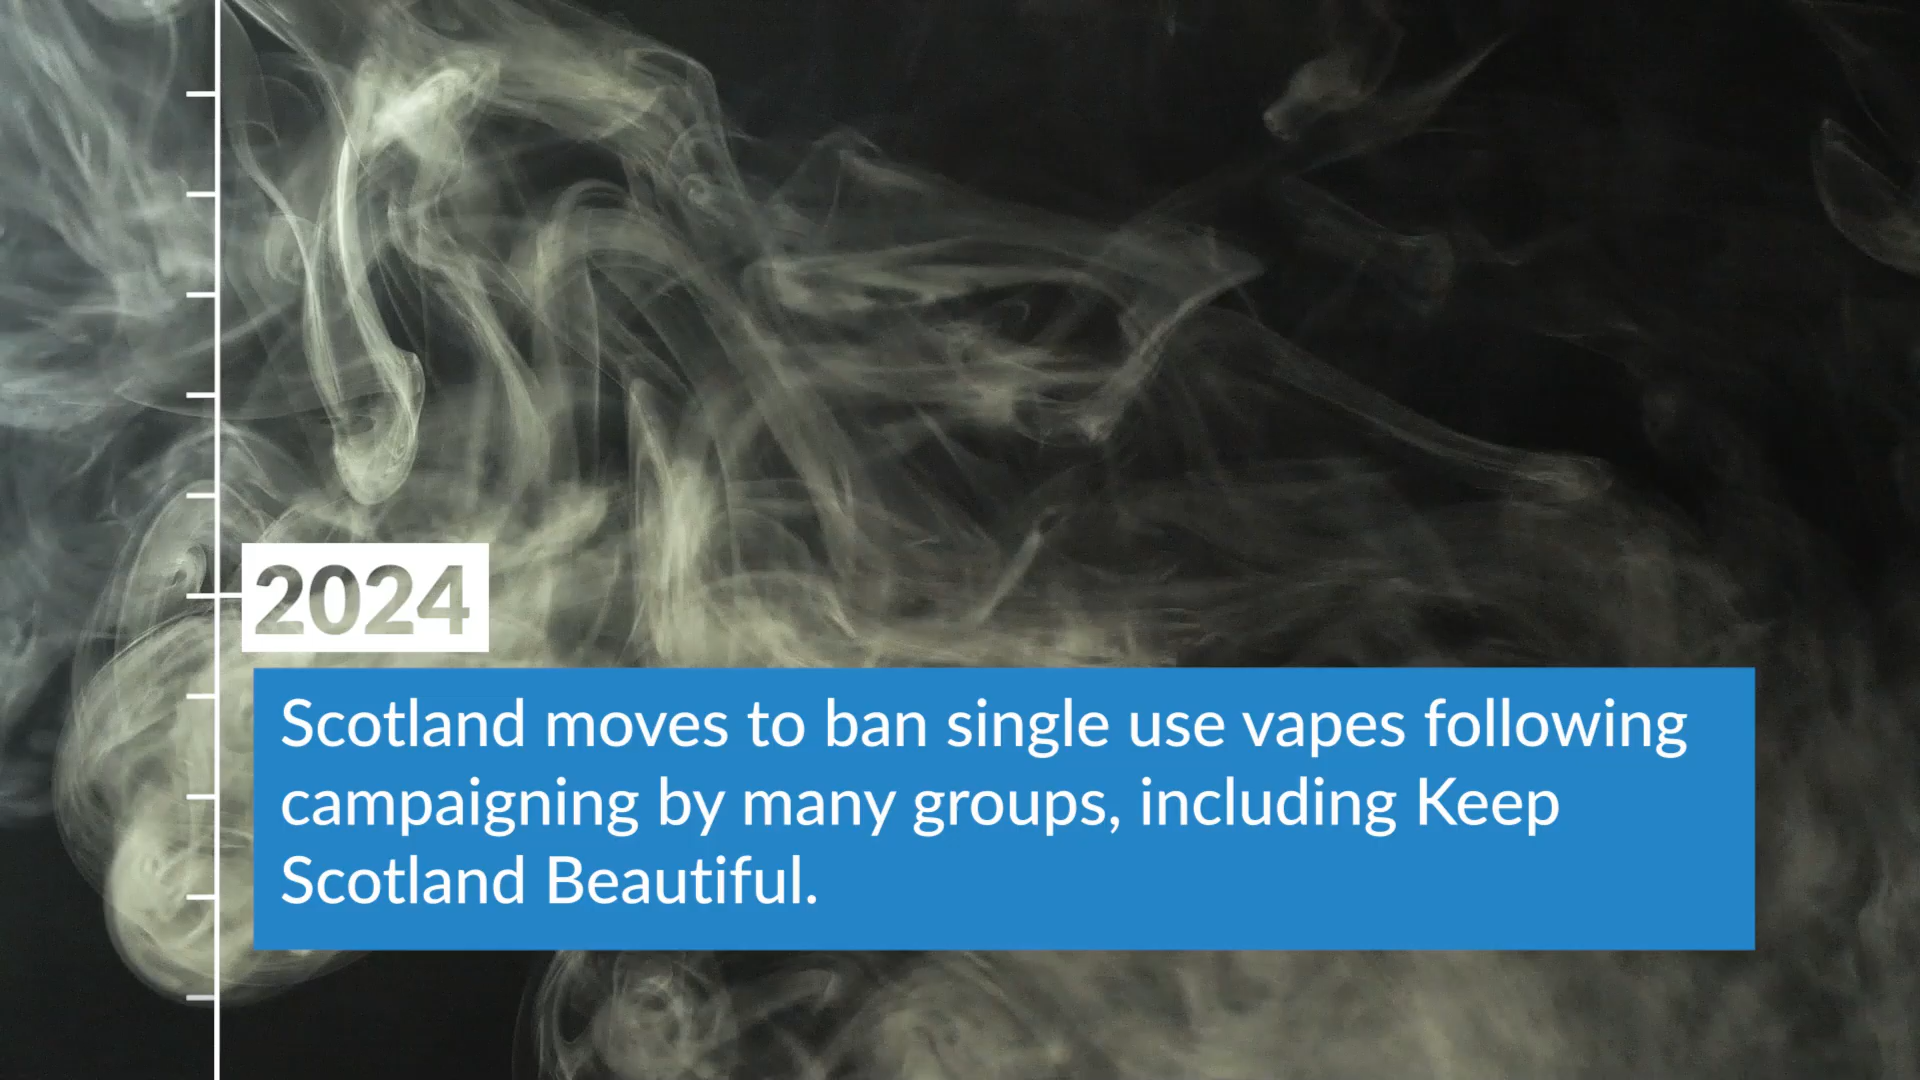 2024
Scotland moves to ban single use vapes following
campaigning by many groups, including Keep
Scotland Beautiful.